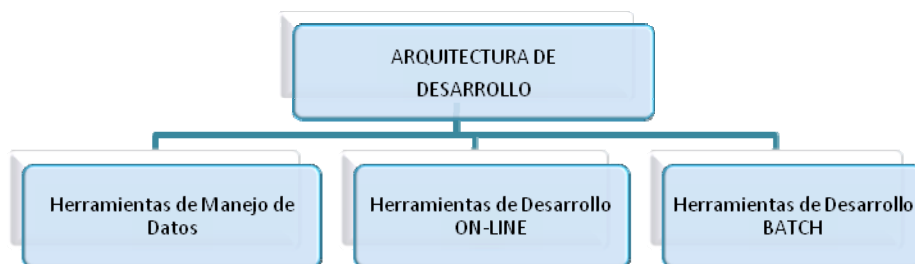 ARQUITECTURA DE
DESARROLLO
Herramientas de Manejo de
Datos
Herramientas de Desarrollo
ON-LINE
Herramientas de Desarrollo
BATCH